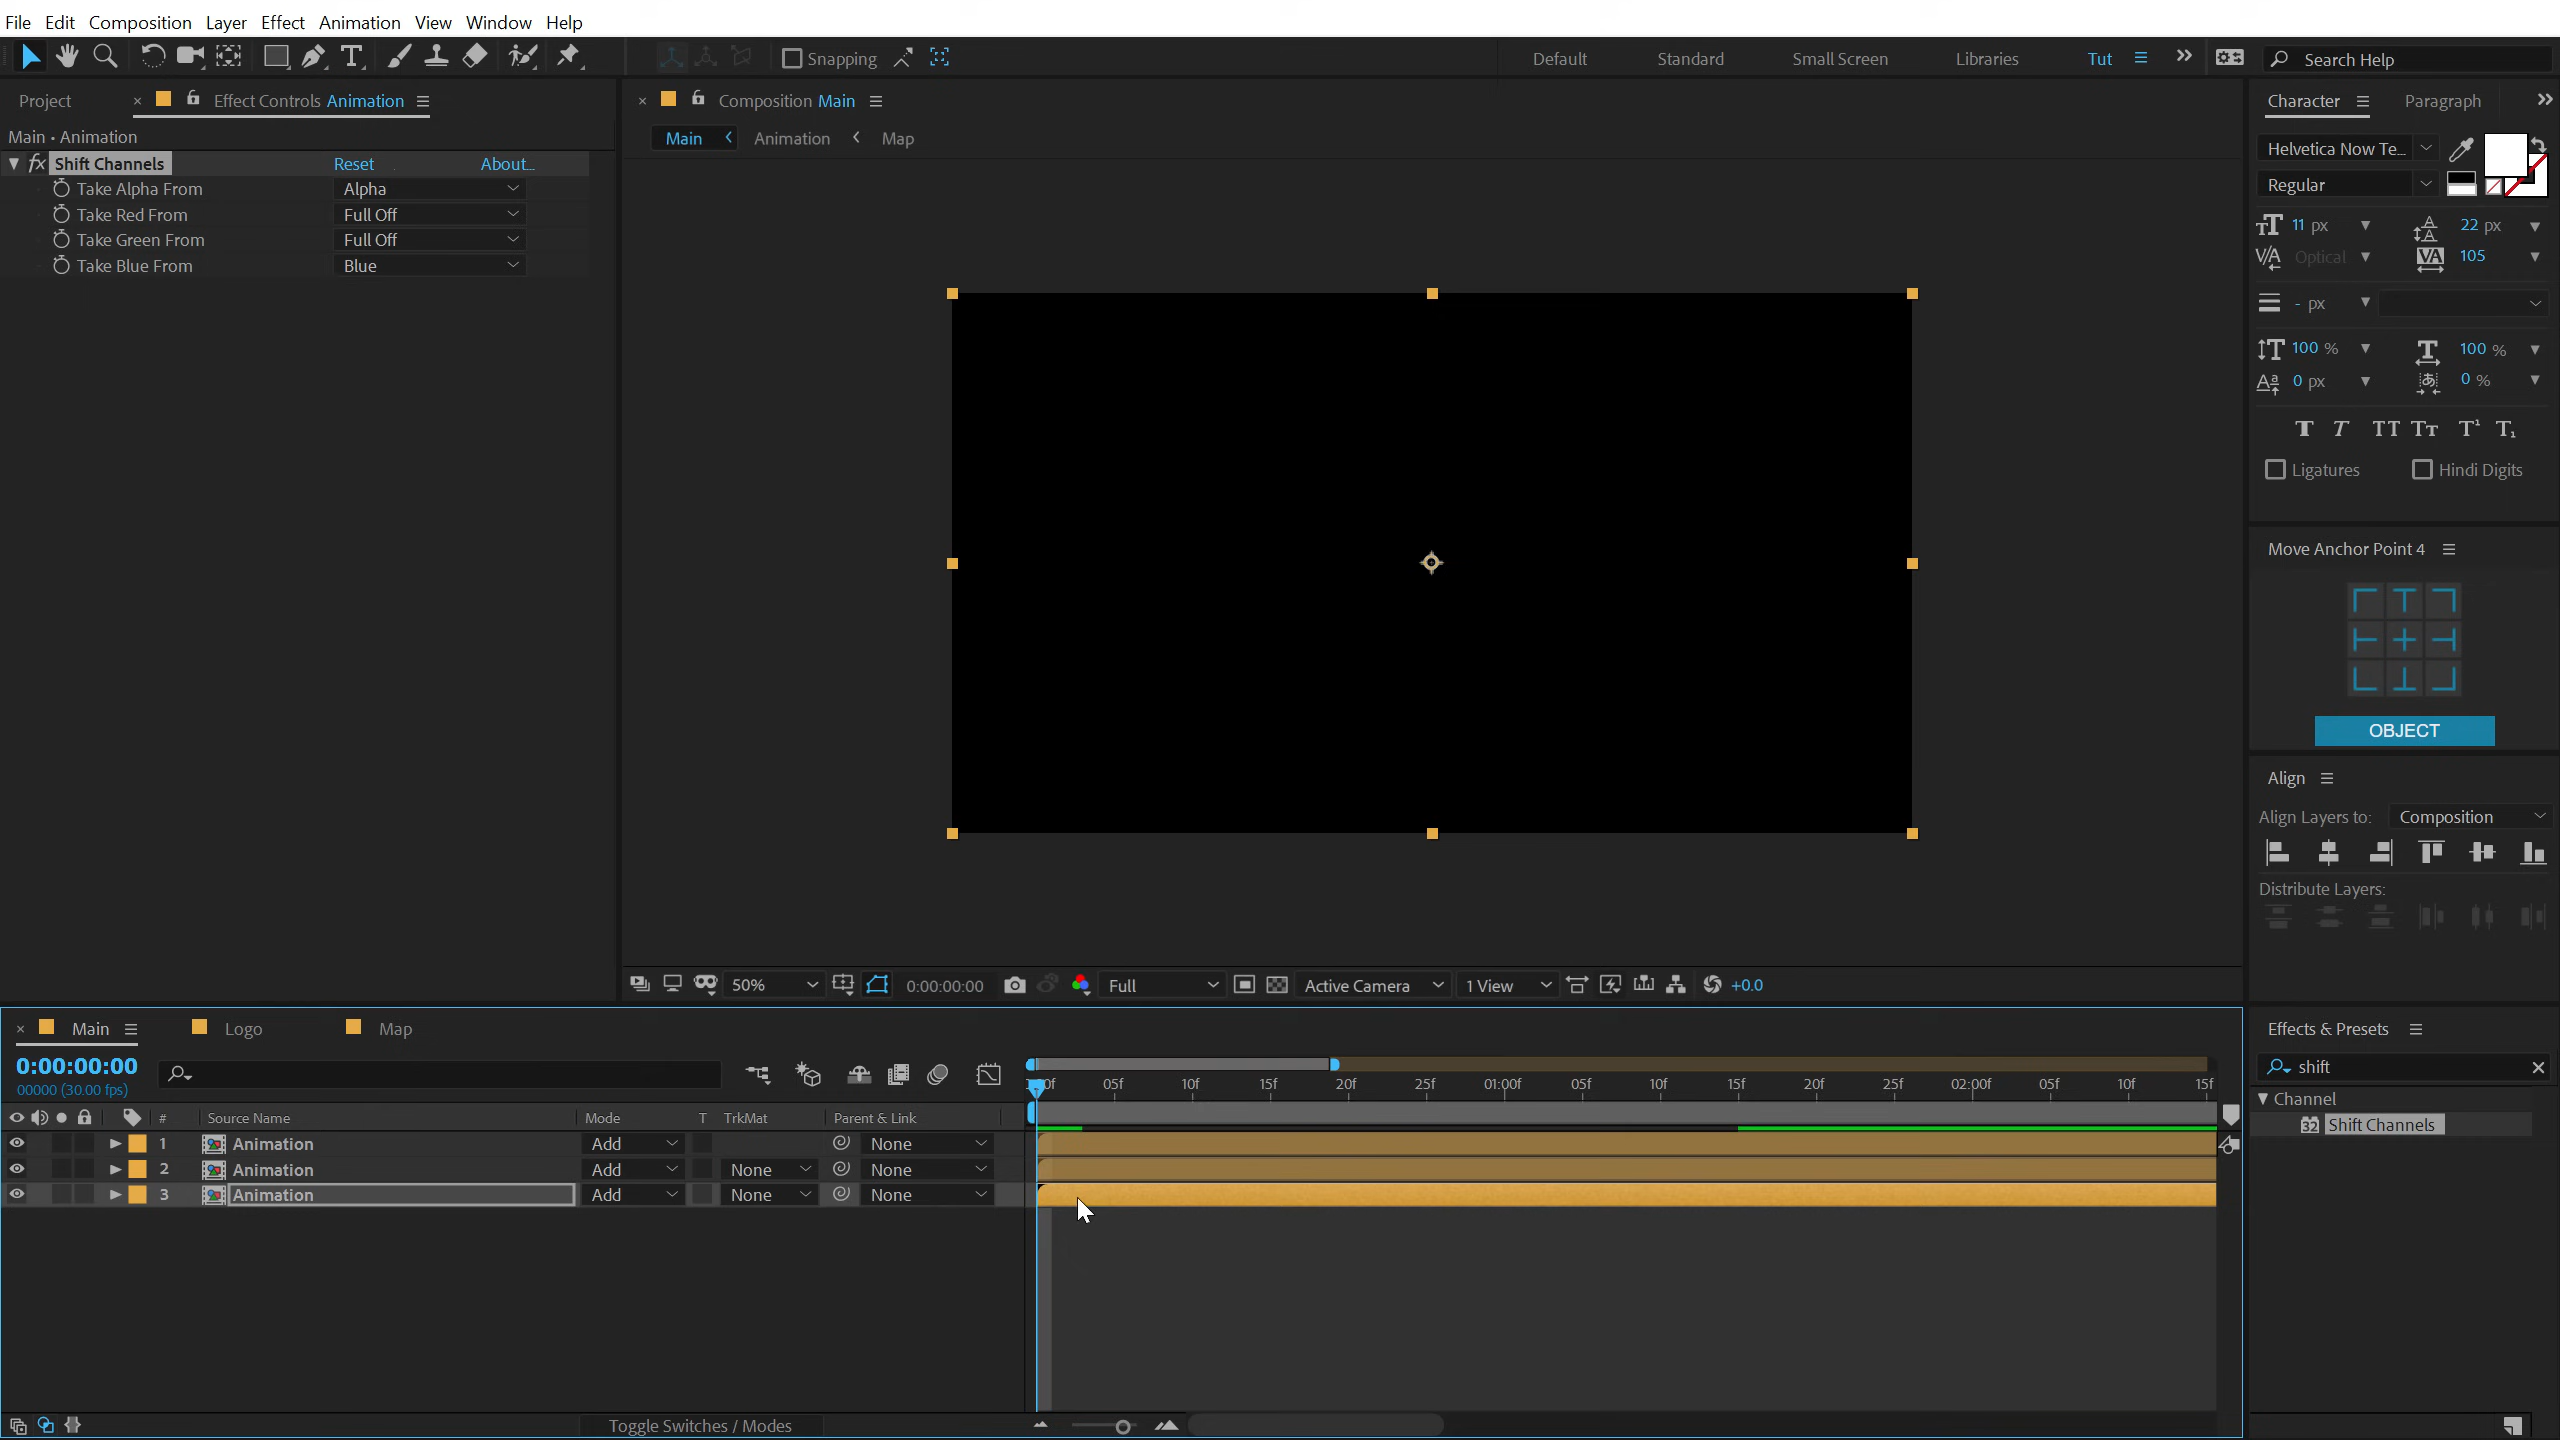 File Edit Composition Layer Effect Animation View Window Help
Snapping Default Standard Small Screen Libraries Tut Search Help
Project Effect Controls Animation
Composition Main
Character Paragraph
Main • Animation
Main Animation Map
fx Shift Channels Reset About...
Take Alpha From Alpha
Take Red From Full Off
Take Green From Full Off
Take Blue From Blue
Helvetica Now Te...
Regular
11 px 22 px
Optical 105
- px
100 % 100 %
0 px 0 %
Ligatures Hindi Digits
Move Anchor Point 4
OBJECT
Align
Align Layers to: Composition
Distribute Layers:
50% 0:00:00:00 Full Active Camera 1 View +0.0
Main Logo Map
0:00:00:00
00000 (30.00 fps)
05f 10f 15f 20f 25f 01:00f 05f 10f 15f 20f 25f 02:00f 05f 10f 15f
# Source Name Mode T TrkMat Parent & Link
1 Animation Add None
2 Animation Add None None
3 Animation Add None None
Toggle Switches / Modes
Effects & Presets
shift
Channel
32 Shift Channels